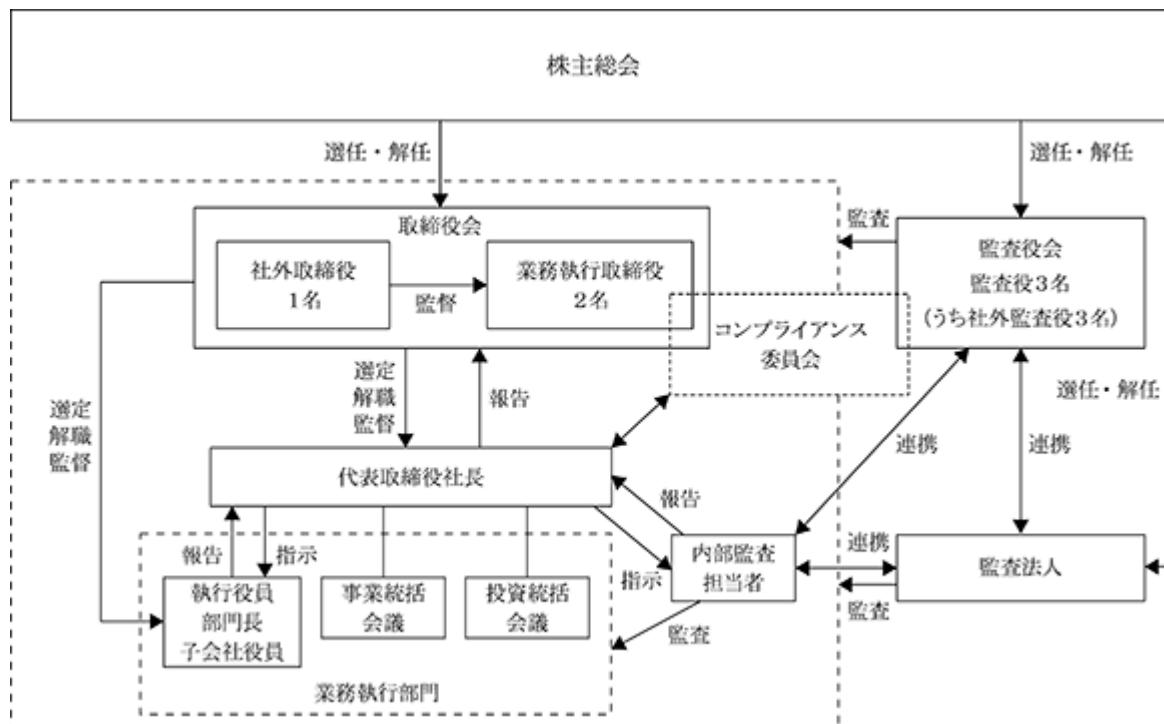 株主総会
選任・解任
選任・解任
取締役会
監査
社外取締役
1名
監督
業務執行取締役
2名
監査役会
監査役3名
(うち社外監査役3名)
コンプライアンス
委員会
選定
解職
監督
選定
解職
監督
報告
選任・解任
連携
連携
代表取締役社長
報告
報告
指示
指示
内部監査
担当者
連携
監査
監査法人
執行役員
部門長
子会社役員
事業統括
会議
投資統括
会議
監査
業務執行部門